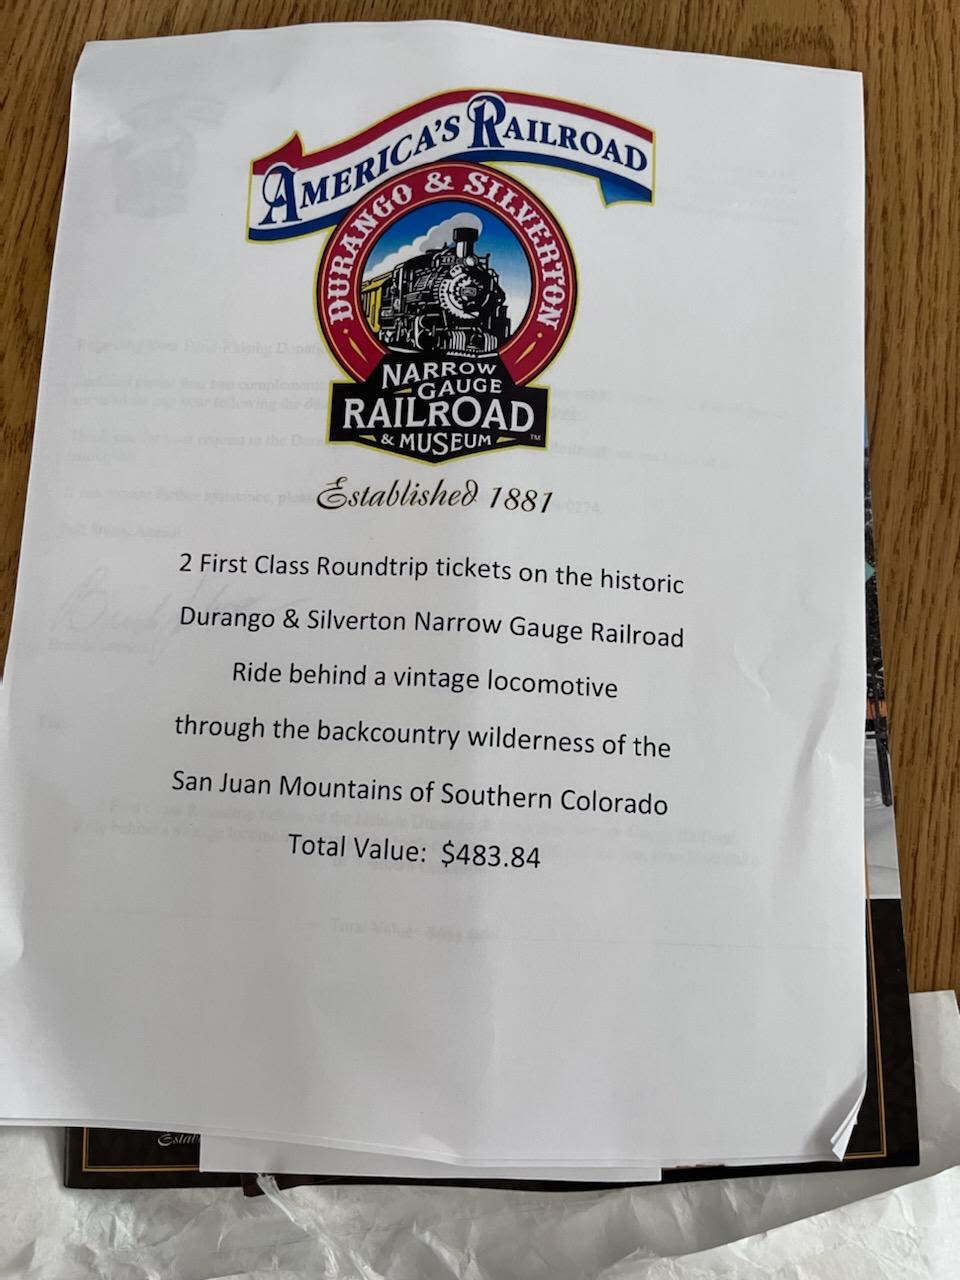 AMERICA'S RAILROAD
DURANGO & SILVERTON
NARROW
GAUGE
RAILROAD
& MUSEUM™
Established 1881
2 First Class Roundtrip tickets on the historic
Durango & Silverton Narrow Gauge Railroad
Ride behind a vintage locomotive
through the backcountry wilderness of the
San Juan Mountains of Southern Colorado
Total Value: $483.84